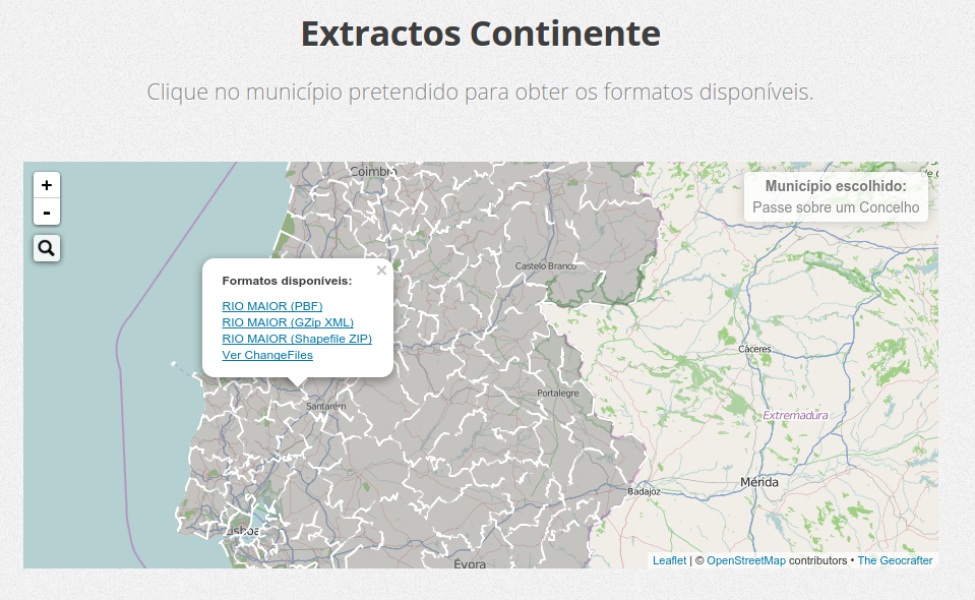 Extractos Continente
Clique no município pretendido para obter os formatos disponíveis.
+
-
Coimbra
Município escolhido:
Passe sobre um Concelho
Castelo Branco
Formatos disponíveis:
×
RIO MAIOR (PBF)
RIO MAIOR (GZip XML)
RIO MAIOR (Shapefile ZIP)
Ver ChangeFiles
Cáceres
Portalegre
Santarém
Extremadura
Mérida
Badajoz
Lisboa
Évora
Leaflet | © OpenStreetMap contributors • The Geocrafter